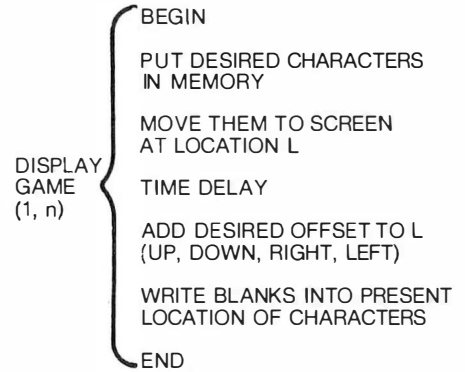 DISPLAY
GAME
(1, n)
BEGIN
PUT DESIRED CHARACTERS
IN MEMORY
MOVE THEM TO SCREEN
AT LOCATION L
TIME DELAY
ADD DESIRED OFFSET TO L
(UP, DOWN, RIGHT, LEFT)
WRITE BLANKS INTO PRESENT
LOCATION OF CHARACTERS
END